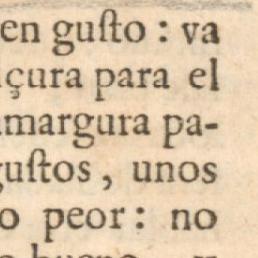 en guſto : va
çura para el
margura pa-
guſtos, unos
o peor : no